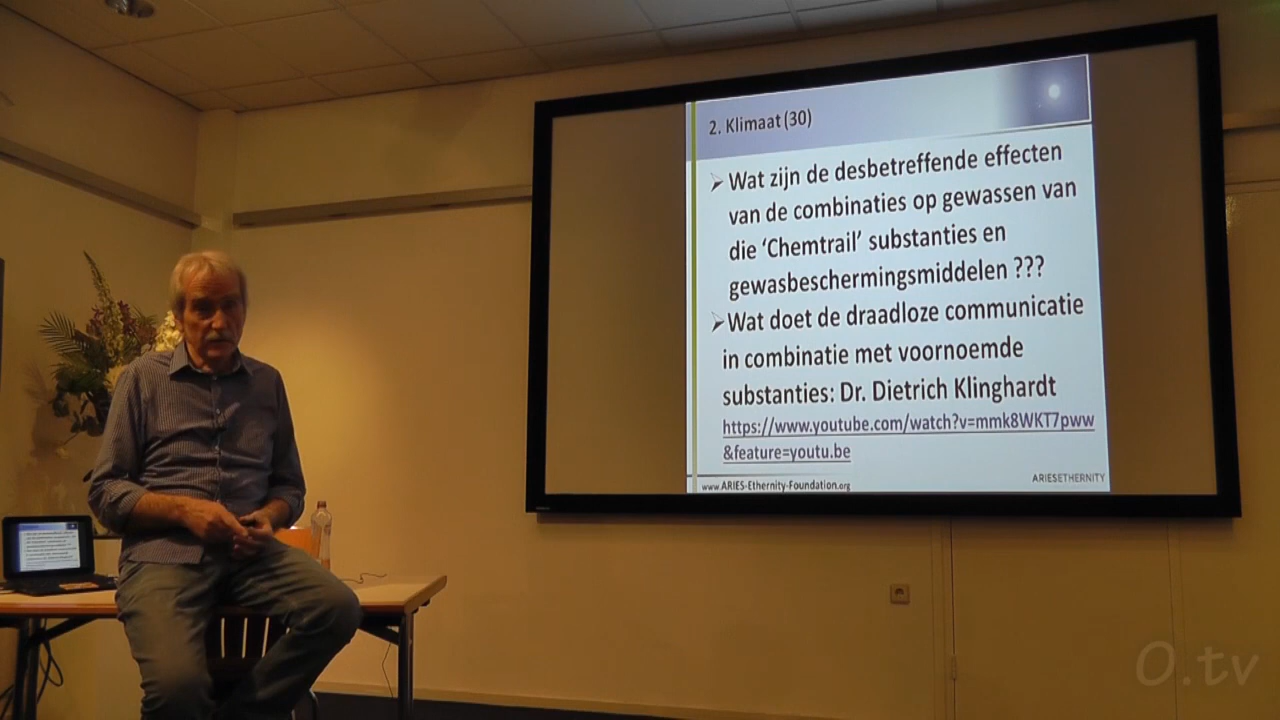 2. Klimaat (30)
➢ Wat zijn de desbetreffende effecten
van de combinaties op gewassen van
die ‘Chemtrail’ substanties en
gewasbeschermingsmiddelen ???
➢ Wat doet de draadloze communicatie
in combinatie met voornoemde
substanties: Dr. Dietrich Klinghardt
https://www.youtube.com/watch?v=mmk8WKT7pww
&feature=youtu.be
www.ARIES-Ethernity-Foundation.org
ARIESETHERNITY
O.tv